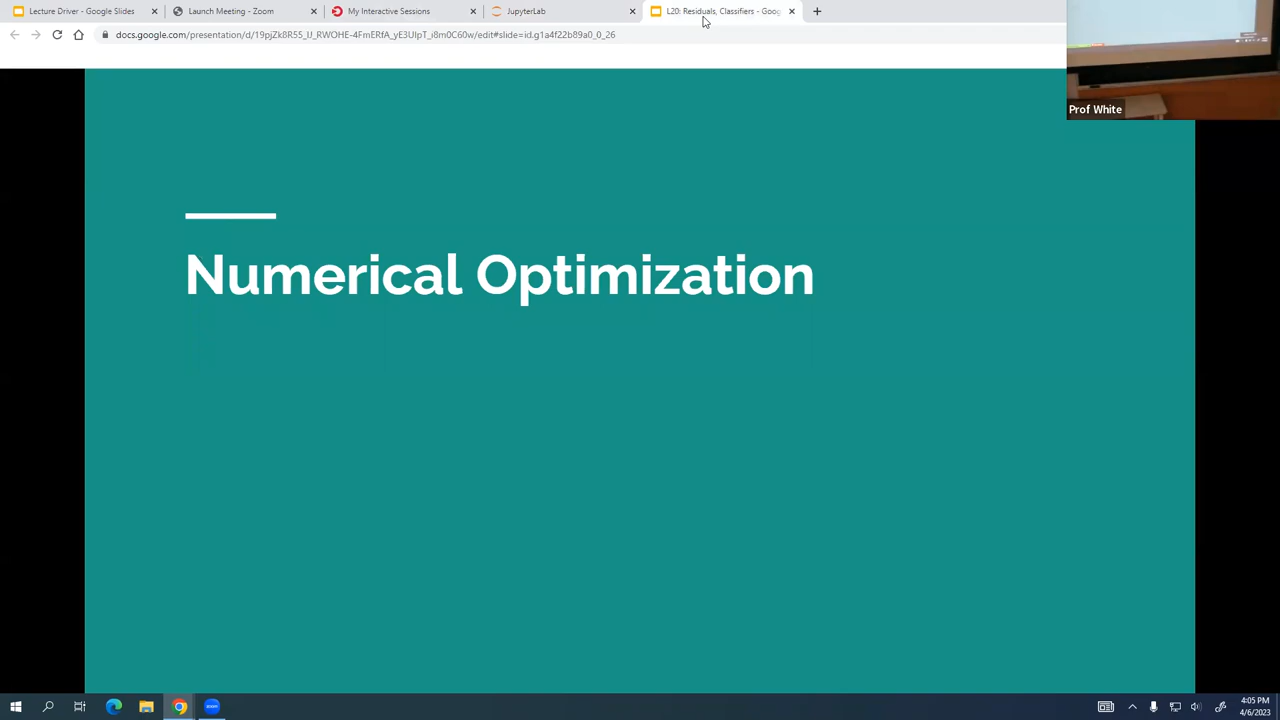 Lecture Driver - Google Slides
Launch Meeting - Zoom
My Interactive Sessions
JupyterLab
L20: Residuals, Classifiers - Goog
docs.google.com/presentation/d/19pjZk8R55_IJ_RWOHE-4FmERfA_yE3UIpT_i8m0C60w/edit#slide=id.g1a4f22b89a0_0_26
Prof White
Numerical Optimization
zoom
4:05 PM
4/6/2023